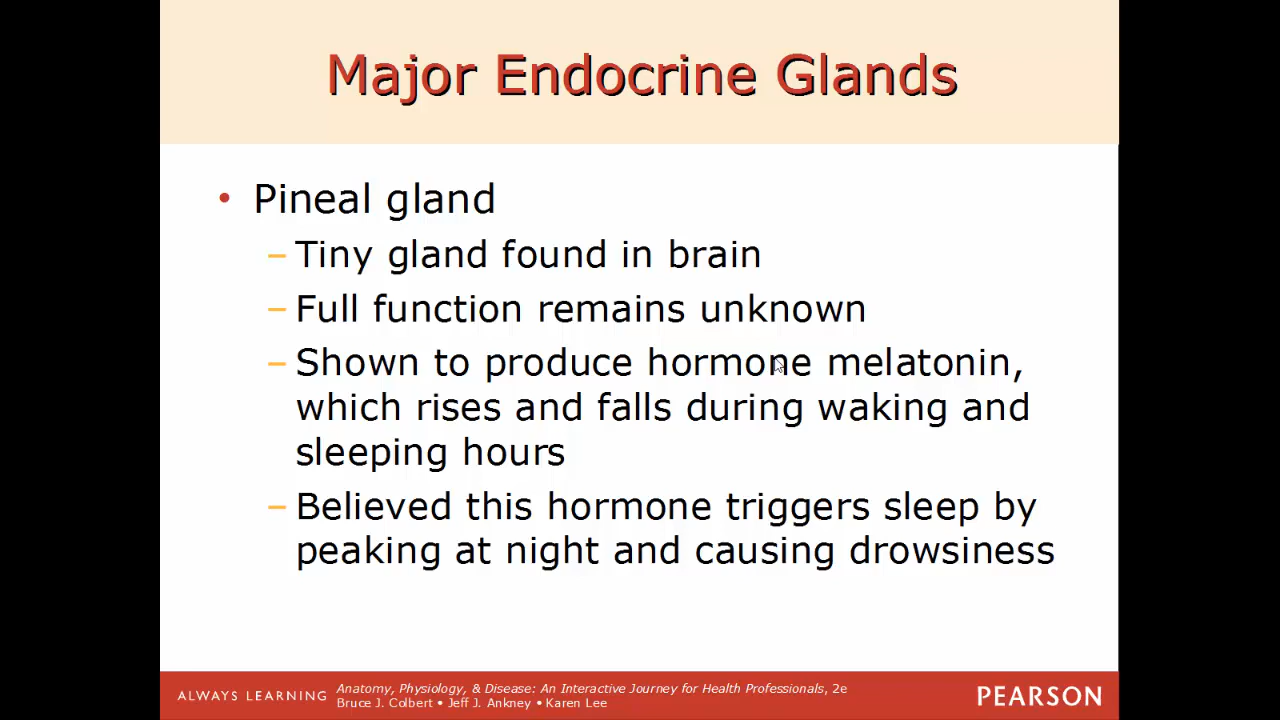 Major Endocrine Glands
• Pineal gland
– Tiny gland found in brain
– Full function remains unknown
– Shown to produce hormone melatonin,
which rises and falls during waking and
sleeping hours
– Believed this hormone triggers sleep by
peaking at night and causing drowsiness
ALWAYS LEARNING
Anatomy, Physiology, & Disease: An Interactive Journey for Health Professionals, 2e
Bruce J. Colbert • Jeff J. Ankney • Karen Lee
PEARSON